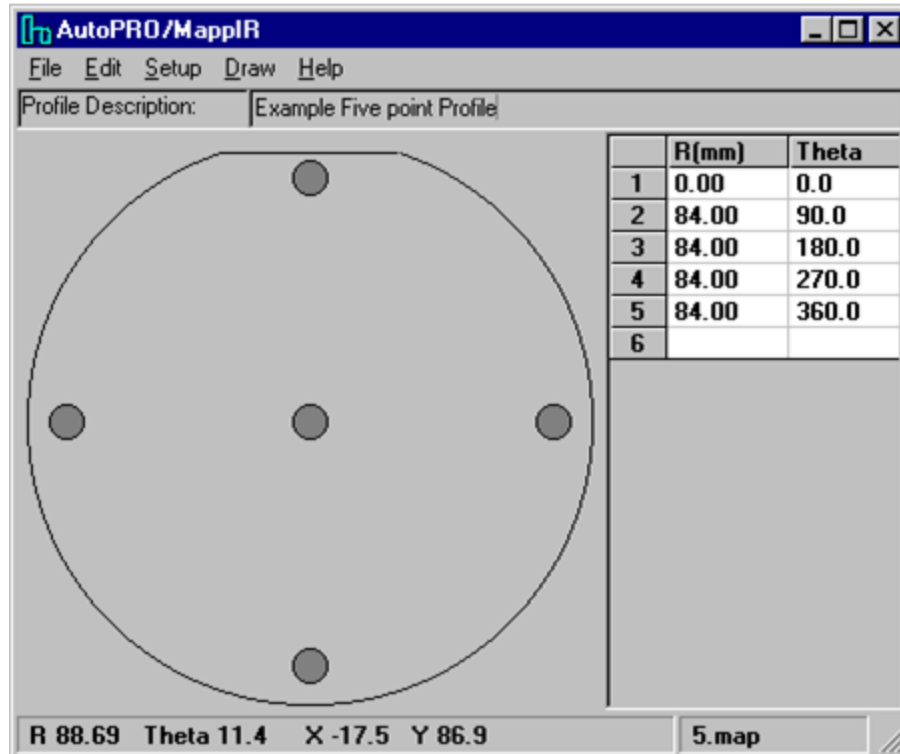 AutoPRO/MappIR
File Edit Setup Draw Help
Profile Description: Example Five point Profile
R(mm) Theta
1 0.00 0.0
2 84.00 90.0
3 84.00 180.0
4 84.00 270.0
5 84.00 360.0
6
R 88.69 Theta 11.4 X -17.5 Y 86.9 5.map